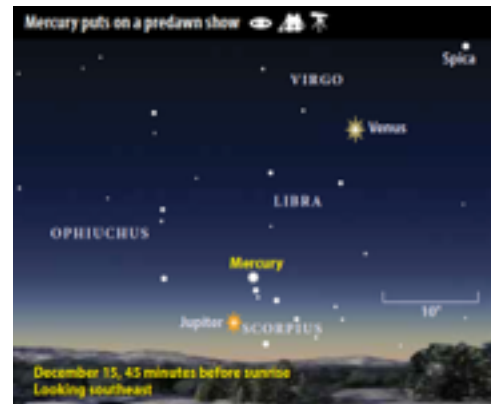 Mercury puts on a predawn show
Spica
VIRGO
Venus
LIBRA
OPHIUCHUS
Mercury
10°
Jupiter
SCORPIUS
December 15, 45 minutes before sunrise
Looking southeast